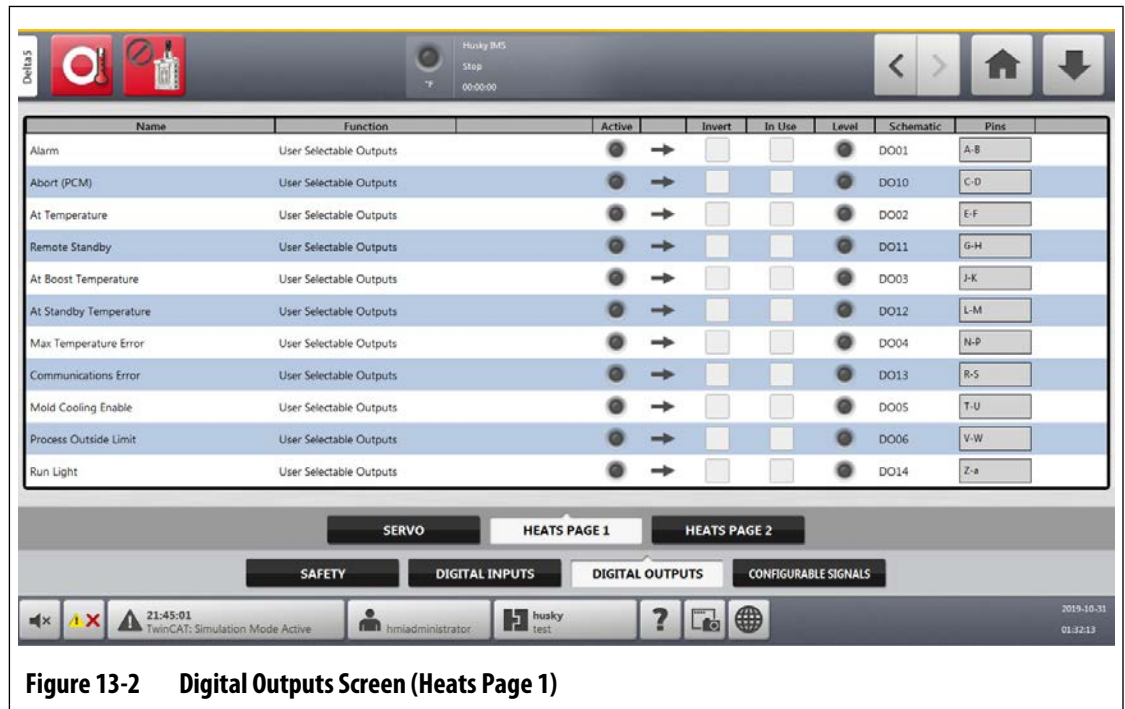 Delta5
Husky IMS
Stop
°F 00:00:00
Name Function Active Invert In Use Level Schematic Pins
Alarm User Selectable Outputs DO01 A-B
Abort (PCM) User Selectable Outputs DO10 C-D
At Temperature User Selectable Outputs DO02 E-F
Remote Standby User Selectable Outputs DO11 G-H
At Boost Temperature User Selectable Outputs DO03 J-K
At Standby Temperature User Selectable Outputs DO12 L-M
Max Temperature Error User Selectable Outputs DO04 N-P
Communications Error User Selectable Outputs DO13 R-S
Mold Cooling Enable User Selectable Outputs DO05 T-U
Process Outside Limit User Selectable Outputs DO06 V-W
Run Light User Selectable Outputs DO14 Z-a
SERVO HEATS PAGE 1 HEATS PAGE 2
SAFETY DIGITAL INPUTS DIGITAL OUTPUTS CONFIGURABLE SIGNALS
21:45:01 husky 2019-10-31
TwinCAT: Simulation Mode Active hmiadministrator test ? 01:32:13
Figure 13-2 Digital Outputs Screen (Heats Page 1)